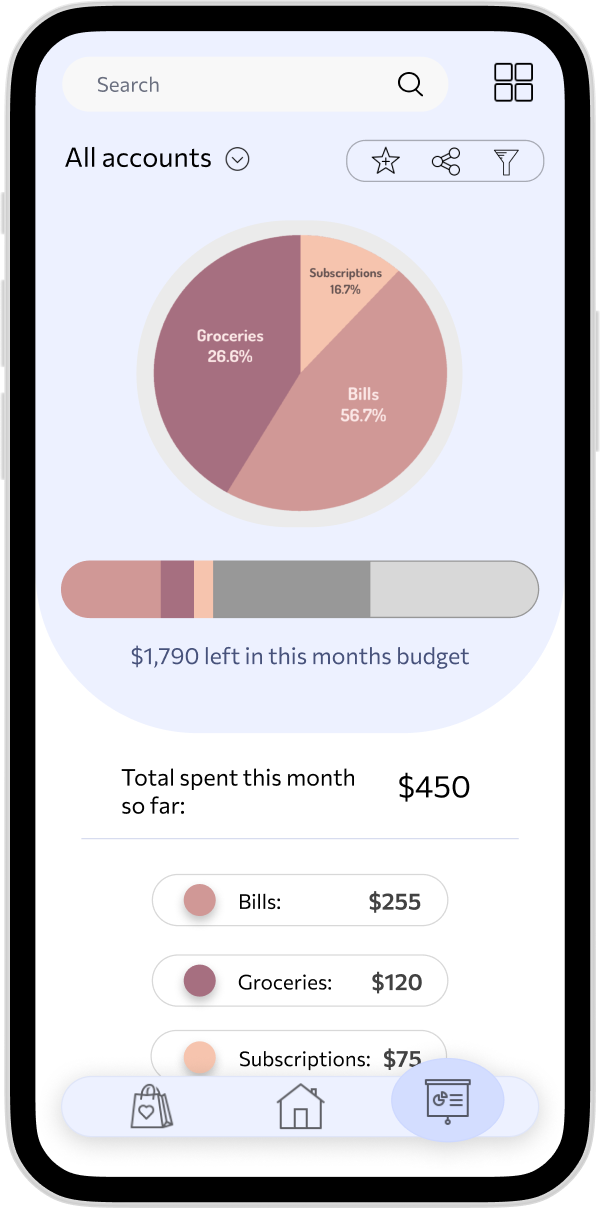 Search
All accounts
Subscriptions
16.7%
Groceries
26.6%
Bills
56.7%
$1,790 left in this months budget
Total spent this month
so far:
$450
Bills: $255
Groceries: $120
Subscriptions: $75